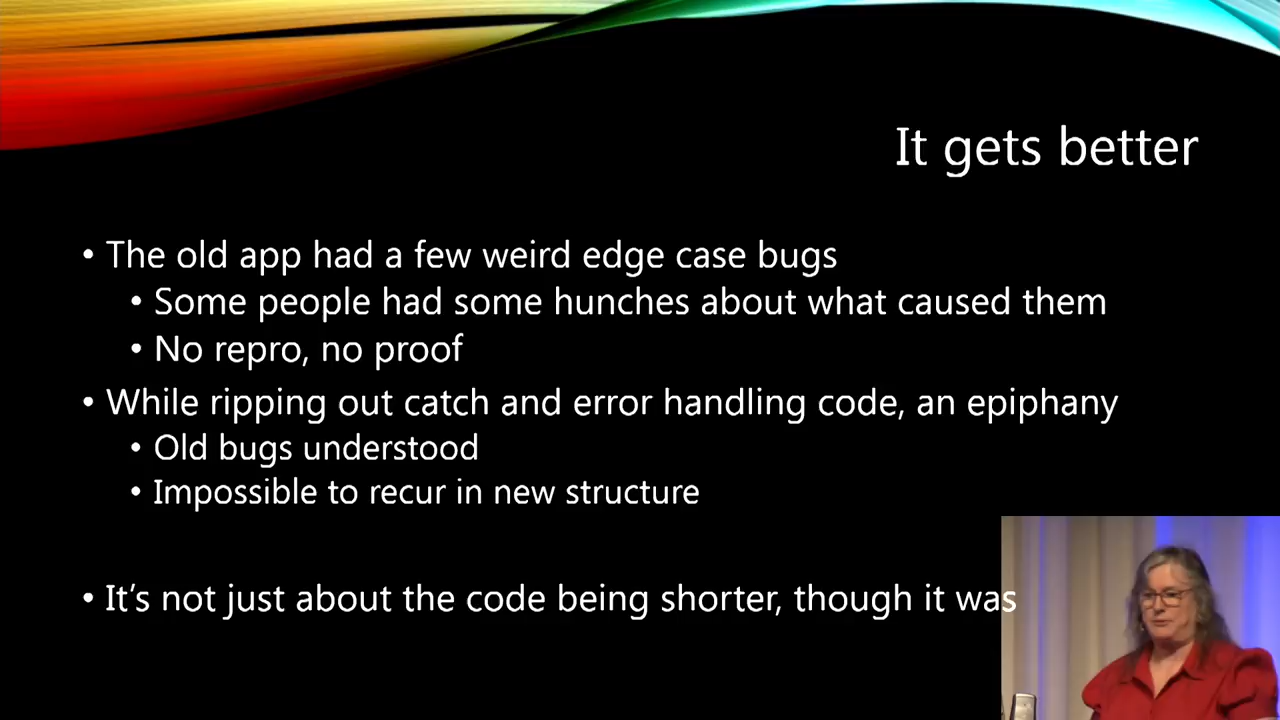 It gets better
• The old app had a few weird edge case bugs
• Some people had some hunches about what caused them
• No repro, no proof
• While ripping out catch and error handling code, an epiphany
• Old bugs understood
• Impossible to recur in new structure
• It’s not just about the code being shorter, though it was